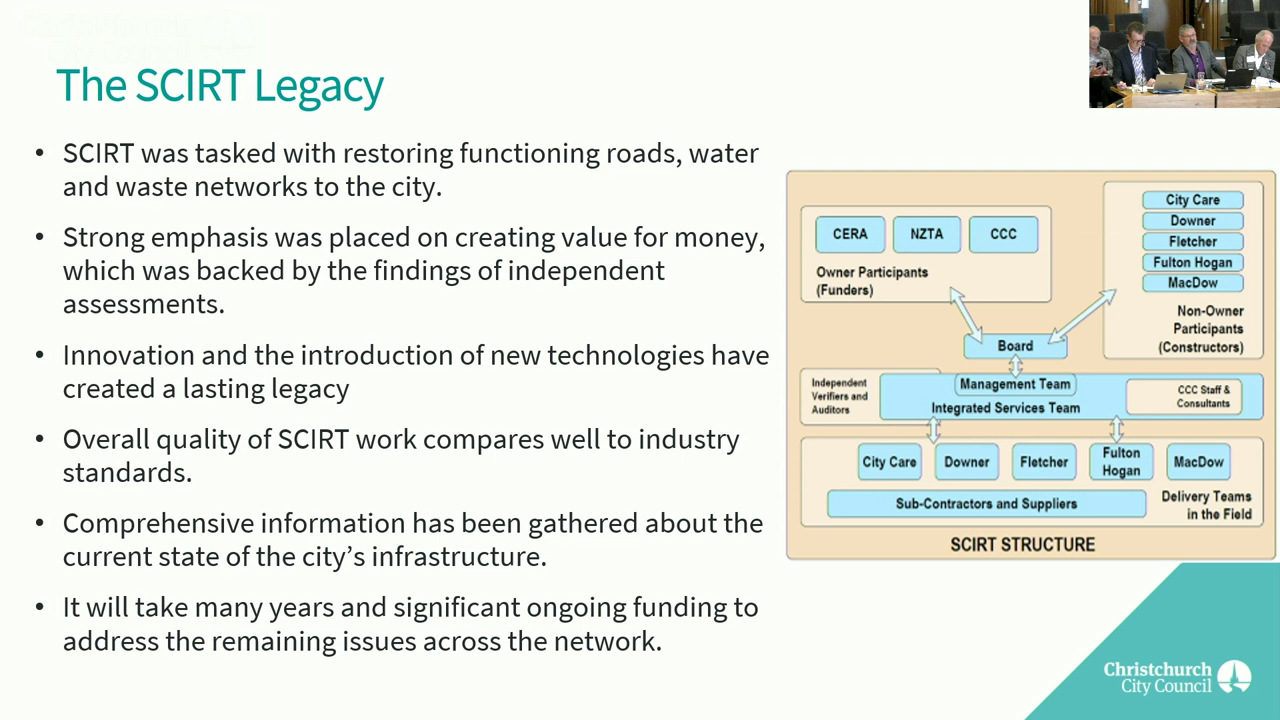 The SCIRT Legacy
• SCIRT was tasked with restoring functioning roads, water
and waste networks to the city.
• Strong emphasis was placed on creating value for money,
which was backed by the findings of independent
assessments.
• Innovation and the introduction of new technologies have
created a lasting legacy
• Overall quality of SCIRT work compares well to industry
standards.
• Comprehensive information has been gathered about the
current state of the city’s infrastructure.
• It will take many years and significant ongoing funding to
address the remaining issues across the network.
CERA NZTA CCC
Owner Participants
(Funders)
City Care
Downer
Fletcher
Fulton Hogan
MacDow
Non-Owner
Participants
(Constructors)
Board
Independent
Verifiers and
Auditors
Management Team
Integrated Services Team
CCC Staff &
Consultants
City Care
Downer
Fletcher
Fulton
Hogan
MacDow
Sub-Contractors and Suppliers
Delivery Teams
in the Field
SCIRT STRUCTURE
Christchurch
City Council